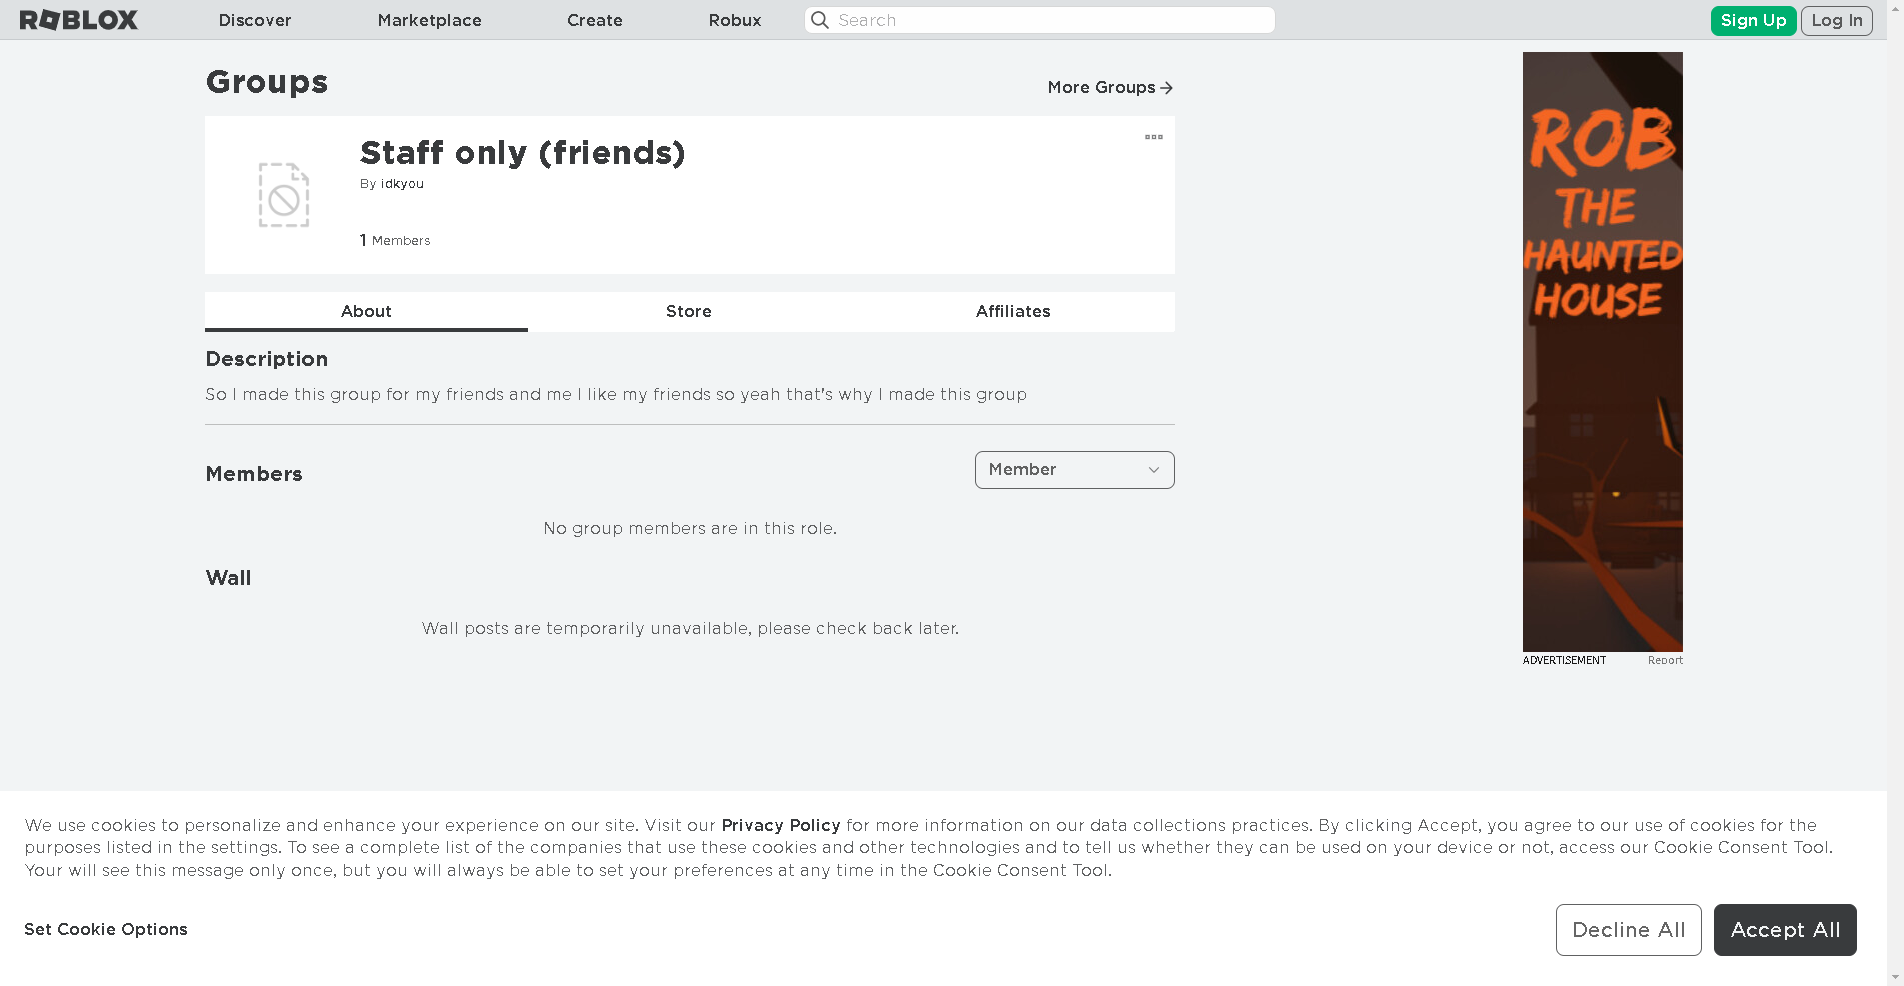 ROBLOX
Discover
Marketplace
Create
Robux
Search
Sign Up
Log In
Groups
More Groups
Staff only (friends)
By idkyou
1 Members
About
Store
Affiliates
Description
So I made this group for my friends and me I like my friends so yeah that's why I made this group
Members
Member
No group members are in this role.
Wall
Wall posts are temporarily unavailable, please check back later.
ROB
THE
HAUNTED
HOUSE
ADVERTISEMENT
Report
We use cookies to personalize and enhance your experience on our site. Visit our Privacy Policy for more information on our data collections practices. By clicking Accept, you agree to our use of cookies for the
purposes listed in the settings. To see a complete list of the companies that use these cookies and other technologies and to tell us whether they can be used on your device or not, access our Cookie Consent Tool.
Your will see this message only once, but you will always be able to set your preferences at any time in the Cookie Consent Tool.
Set Cookie Options
Decline All
Accept All